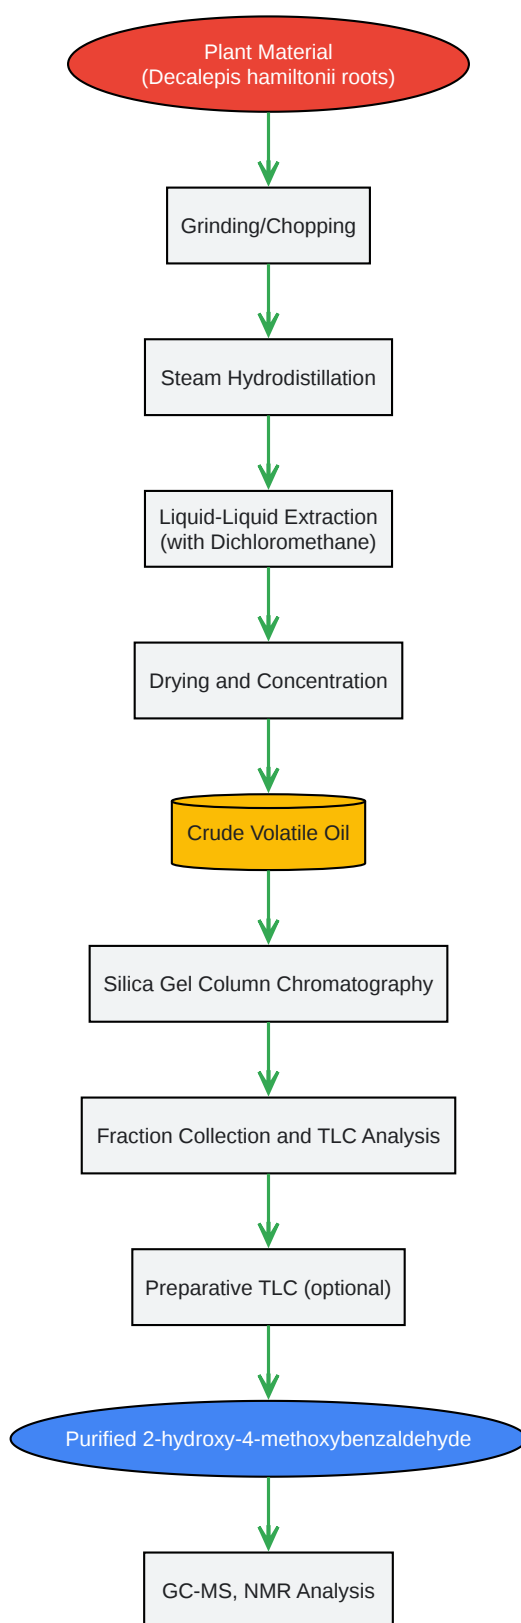 Plant Material
(Decalepis hamiltonii roots)
Grinding/Chopping
Steam Hydrodistillation
Liquid-Liquid Extraction
(with Dichloromethane)
Drying and Concentration
Crude Volatile Oil
Silica Gel Column Chromatography
Fraction Collection and TLC Analysis
Preparative TLC (optional)
Purified 2-hydroxy-4-methoxybenzaldehyde
GC-MS, NMR Analysis